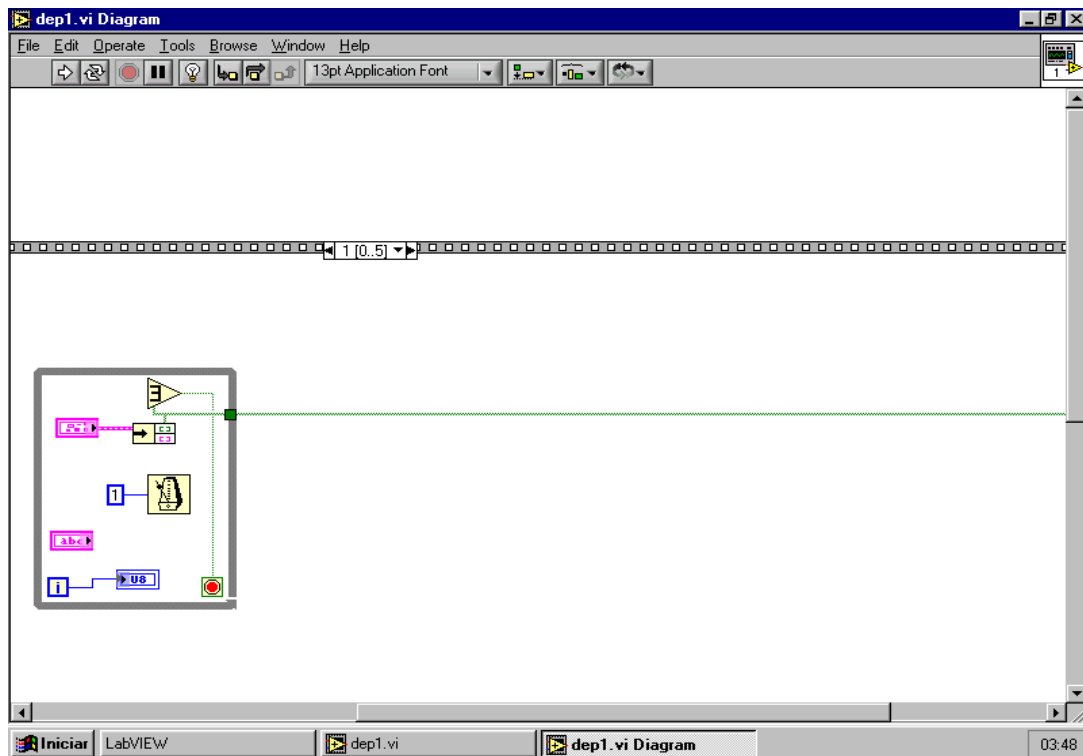 dep1.vi Diagram
File Edit Operate Tools Browse Window Help
13pt Application Font
1
1 [0..5]
1
abc
i U8
Iniciar LabVIEW dep1.vi dep1.vi Diagram 03:48